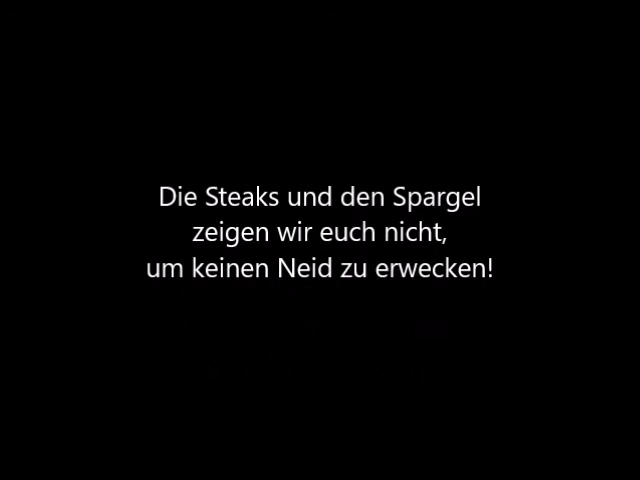 Die Steaks und den Spargel
zeigen wir euch nicht,
um keinen Neid zu erwecken!